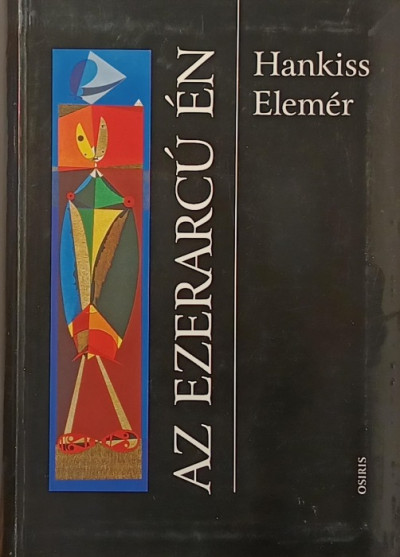 Hankiss
Elemér
AZ EZERARCÚ ÉN
OSIRIS